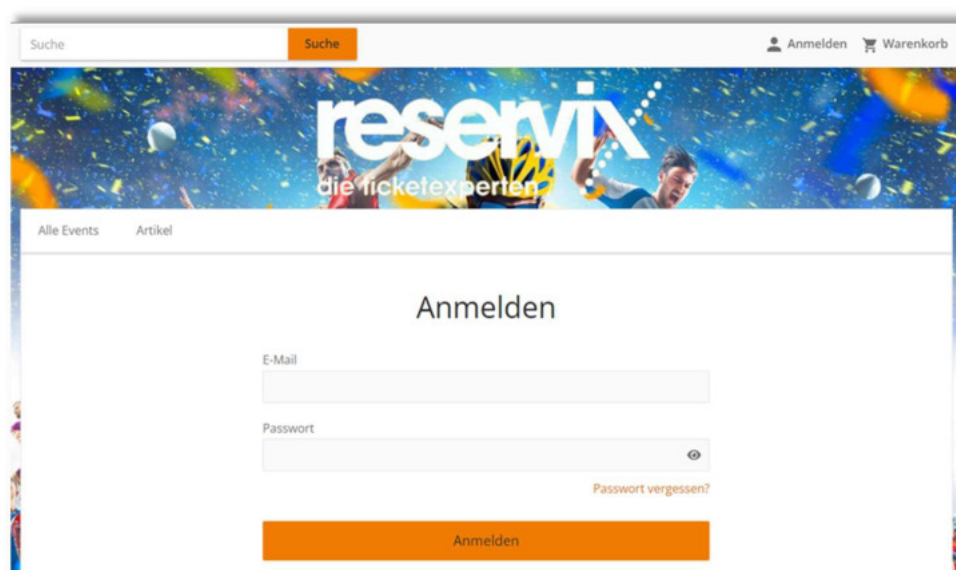 Suche
Suche
Anmelden
Warenkorb
reservix
die ticketexperten
Alle Events
Artikel
Anmelden
E-Mail
Passwort
Passwort vergessen?
Anmelden